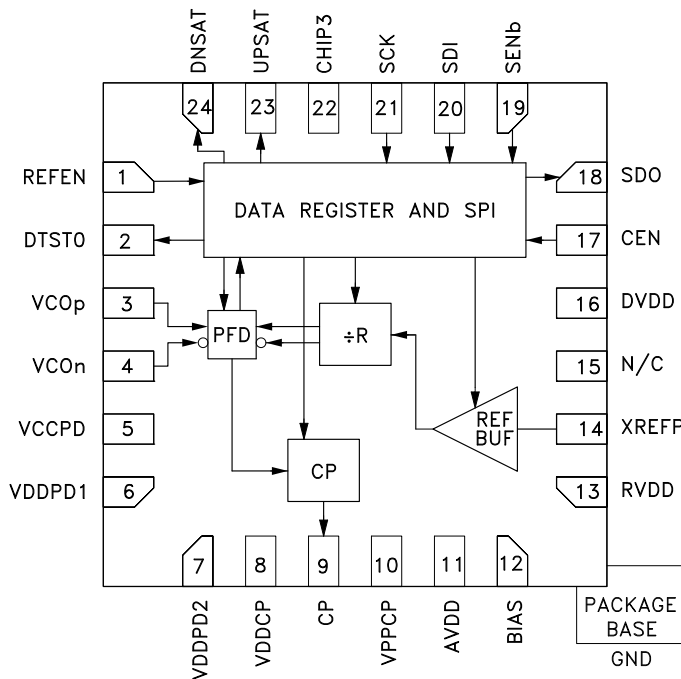 DNSAT
UPSAT
CHIP3
SCK
SDI
SENb
24
23
22
21
20
19
REFEN
1
DTST0
2
VCOp
3
VCOn
4
VCCPD
5
VDDPD1
6
DATA REGISTER AND SPI
PFD
÷R
REF
BUF
CP
18
SDO
17
CEN
16
DVDD
15
N/C
14
XREFP
13
RVDD
7
8
9
10
11
12
VDDPD2
VDDCP
CP
VPPCP
AVDD
BIAS
PACKAGE
BASE
GND